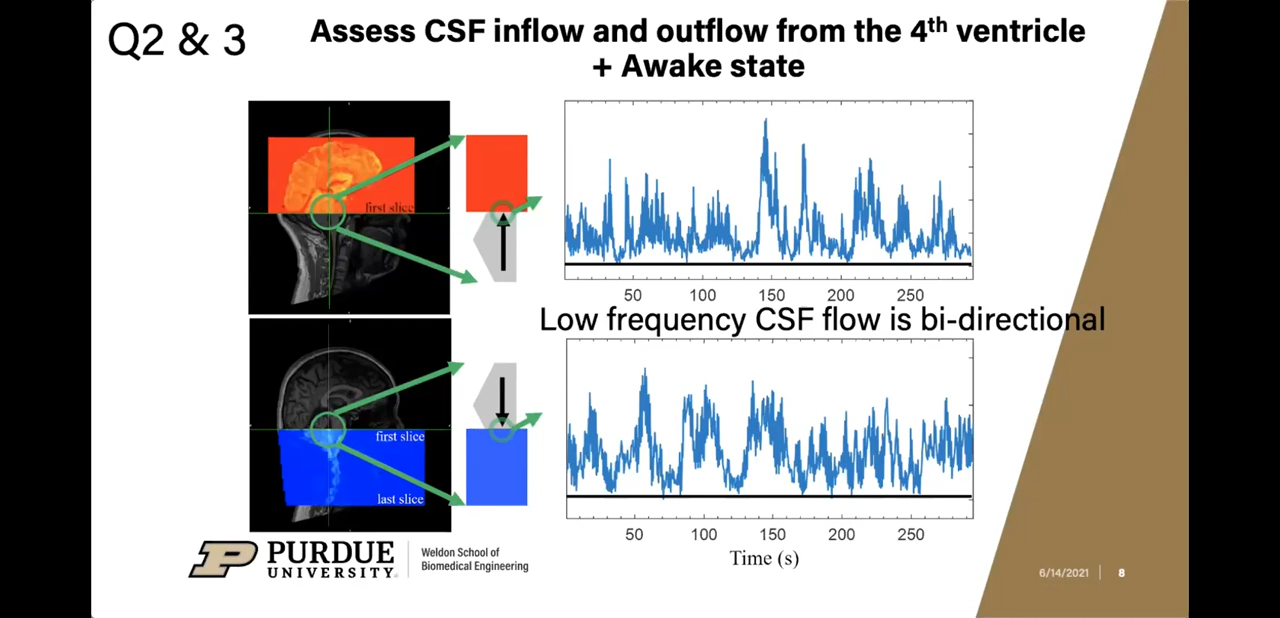 Q2 & 3
Assess CSF inflow and outflow from the 4th ventricle
+ Awake state
first slice
50 100 150 200 250
Low frequency CSF flow is bi-directional
first slice
last slice
50 100 150 200 250
Time (s)
P PURDUE
UNIVERSITY.
Weldon School of
Biomedical Engineering
6/14/2021 8